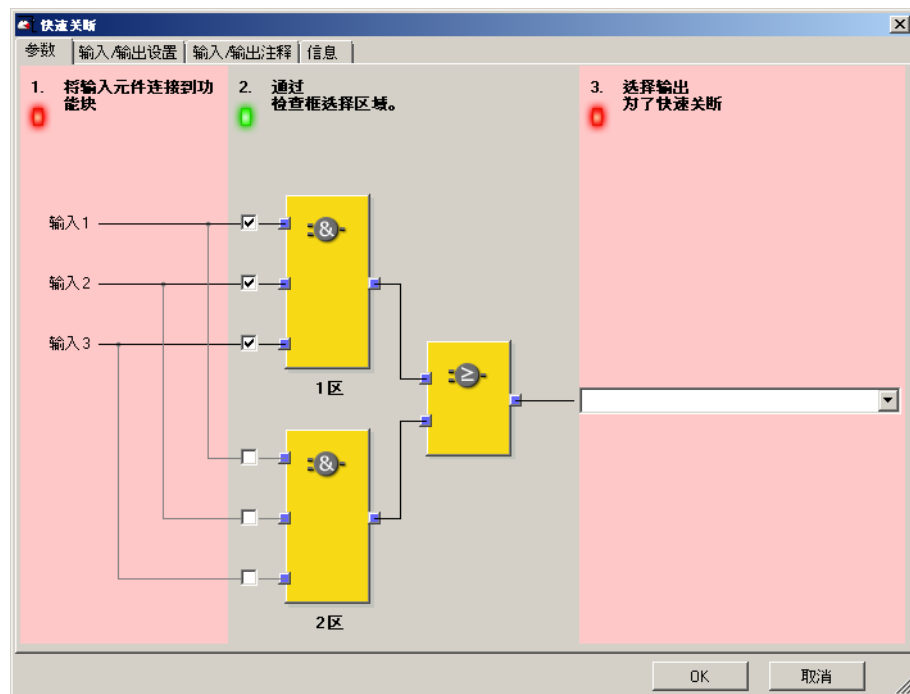 快速关断
参数 输入/输出设置 输入/输出注释 信息
1. 将输入元件连接到功
能块
2. 通过
检查框选择区域。
3. 选择输出
为了快速关断
输入1
&
输入2
输入3
≥
1区
&
2区
OK 取消